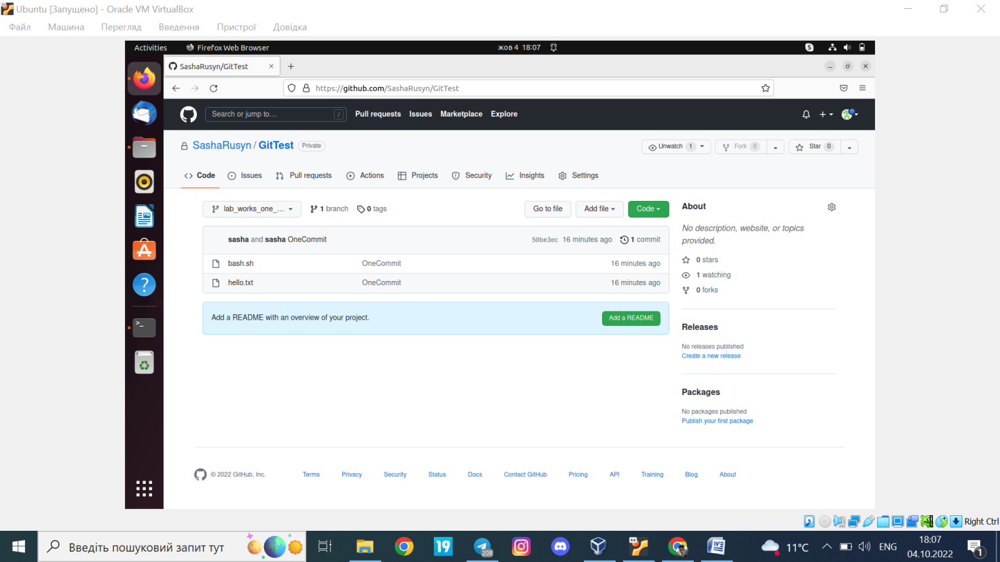 Ubuntu [Запущено] - Oracle VM VirtualBox
Файл Машина Перегляд Введення Пристрої Довідка
Activities Firefox Web Browser жов 4 18:07
SashaRusyn/GitTest
https://github.com/SashaRusyn/GitTest
Search or jump to… / Pull requests Issues Marketplace Explore
SashaRusyn / GitTest Private Unwatch 1 Fork 0 Star 0
Code Issues Pull requests Actions Projects Security Insights Settings
lab_works_one_… 1 branch 0 tags Go to file Add file Code
sasha and sasha OneCommit 50be3ec 16 minutes ago 1 commit
bash.sh OneCommit 16 minutes ago
hello.txt OneCommit 16 minutes ago
Add a README with an overview of your project. Add a README
About
No description, website, or topics
provided.
0 stars
1 watching
0 forks
Releases
No releases published
Create a new release
Packages
No packages published
Publish your first package
© 2022 GitHub, Inc. Terms Privacy Security Status Docs Contact GitHub Pricing API Training Blog About
Right Ctrl
Введіть пошуковий запит тут 19 208 64 11°C ENG 18:07
04.10.2022 1